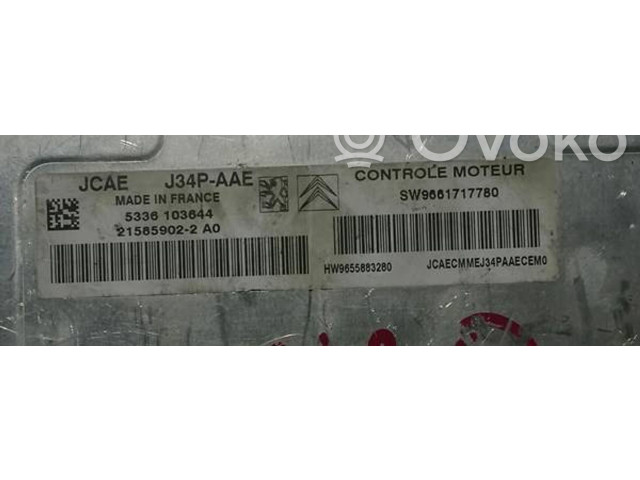 OVOKO
JCAE J34P-AAE
MADE IN FRANCE
5336 103644
21585902-2 A0
CONTROLE MOTEUR
SW9661717780
HW9655883280
JCAECMMEJ34PAAECEM0